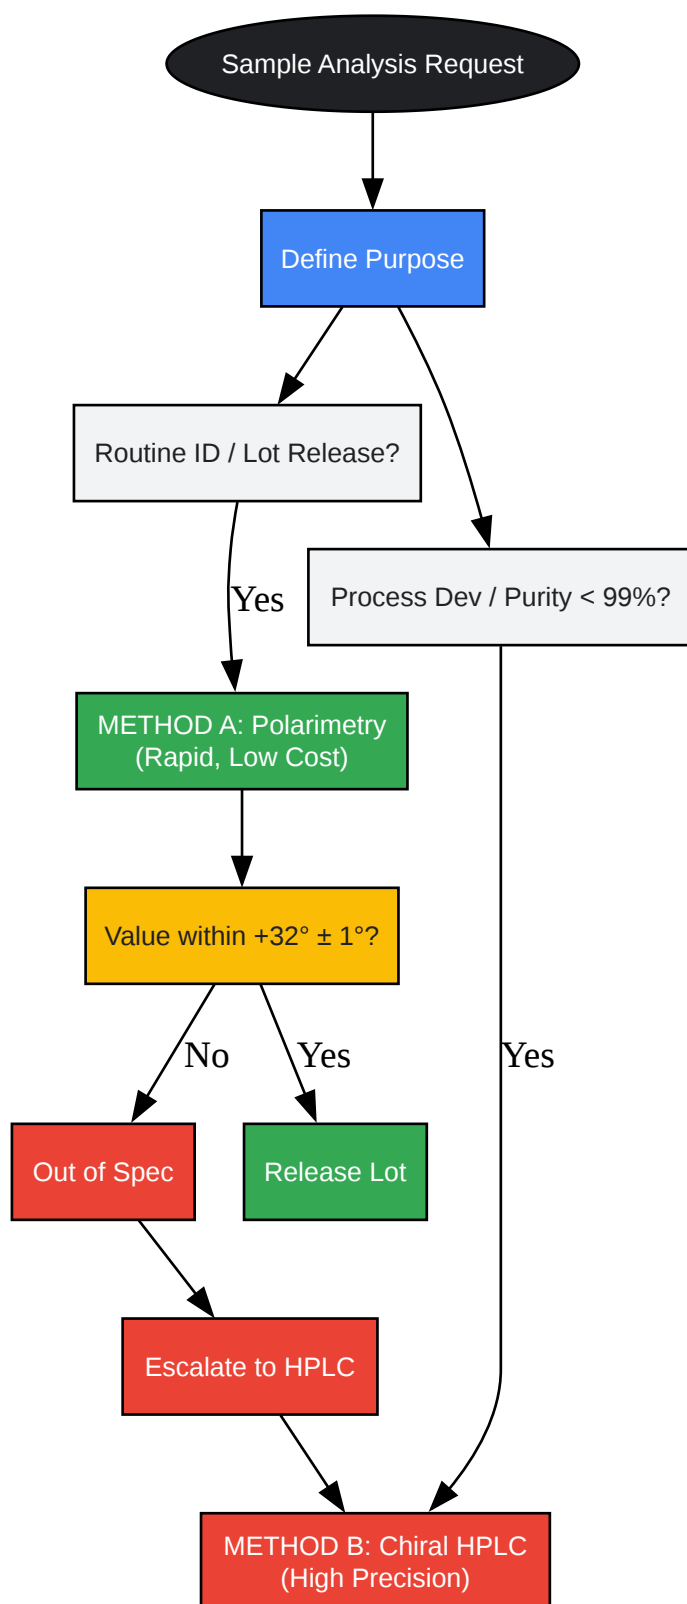 Sample Analysis Request
Define Purpose
Routine ID / Lot Release?
Yes
Process Dev / Purity < 99%?
METHOD A: Polarimetry
(Rapid, Low Cost)
Value within +32° ± 1°?
No
Yes
Yes
Out of Spec
Release Lot
Escalate to HPLC
METHOD B: Chiral HPLC
(High Precision)